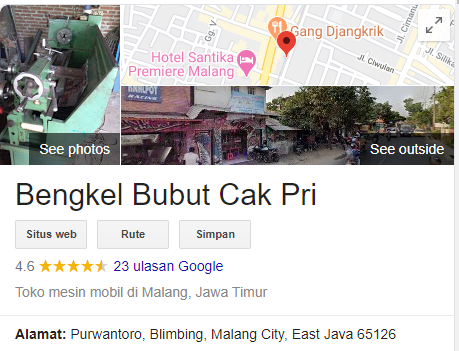 Gg. V
Gang Djangkrik
Hotel Santika
Premiere Malang
Jl. Cimanu
Jl. Ciwulan
Jl. Silika
See photos
See outside
Bengkel Bubut Cak Pri
Situs web
Rute
Simpan
4.6 ★★★★★ 23 ulasan Google
Toko mesin mobil di Malang, Jawa Timur
Alamat: Purwantoro, Blimbing, Malang City, East Java 65126